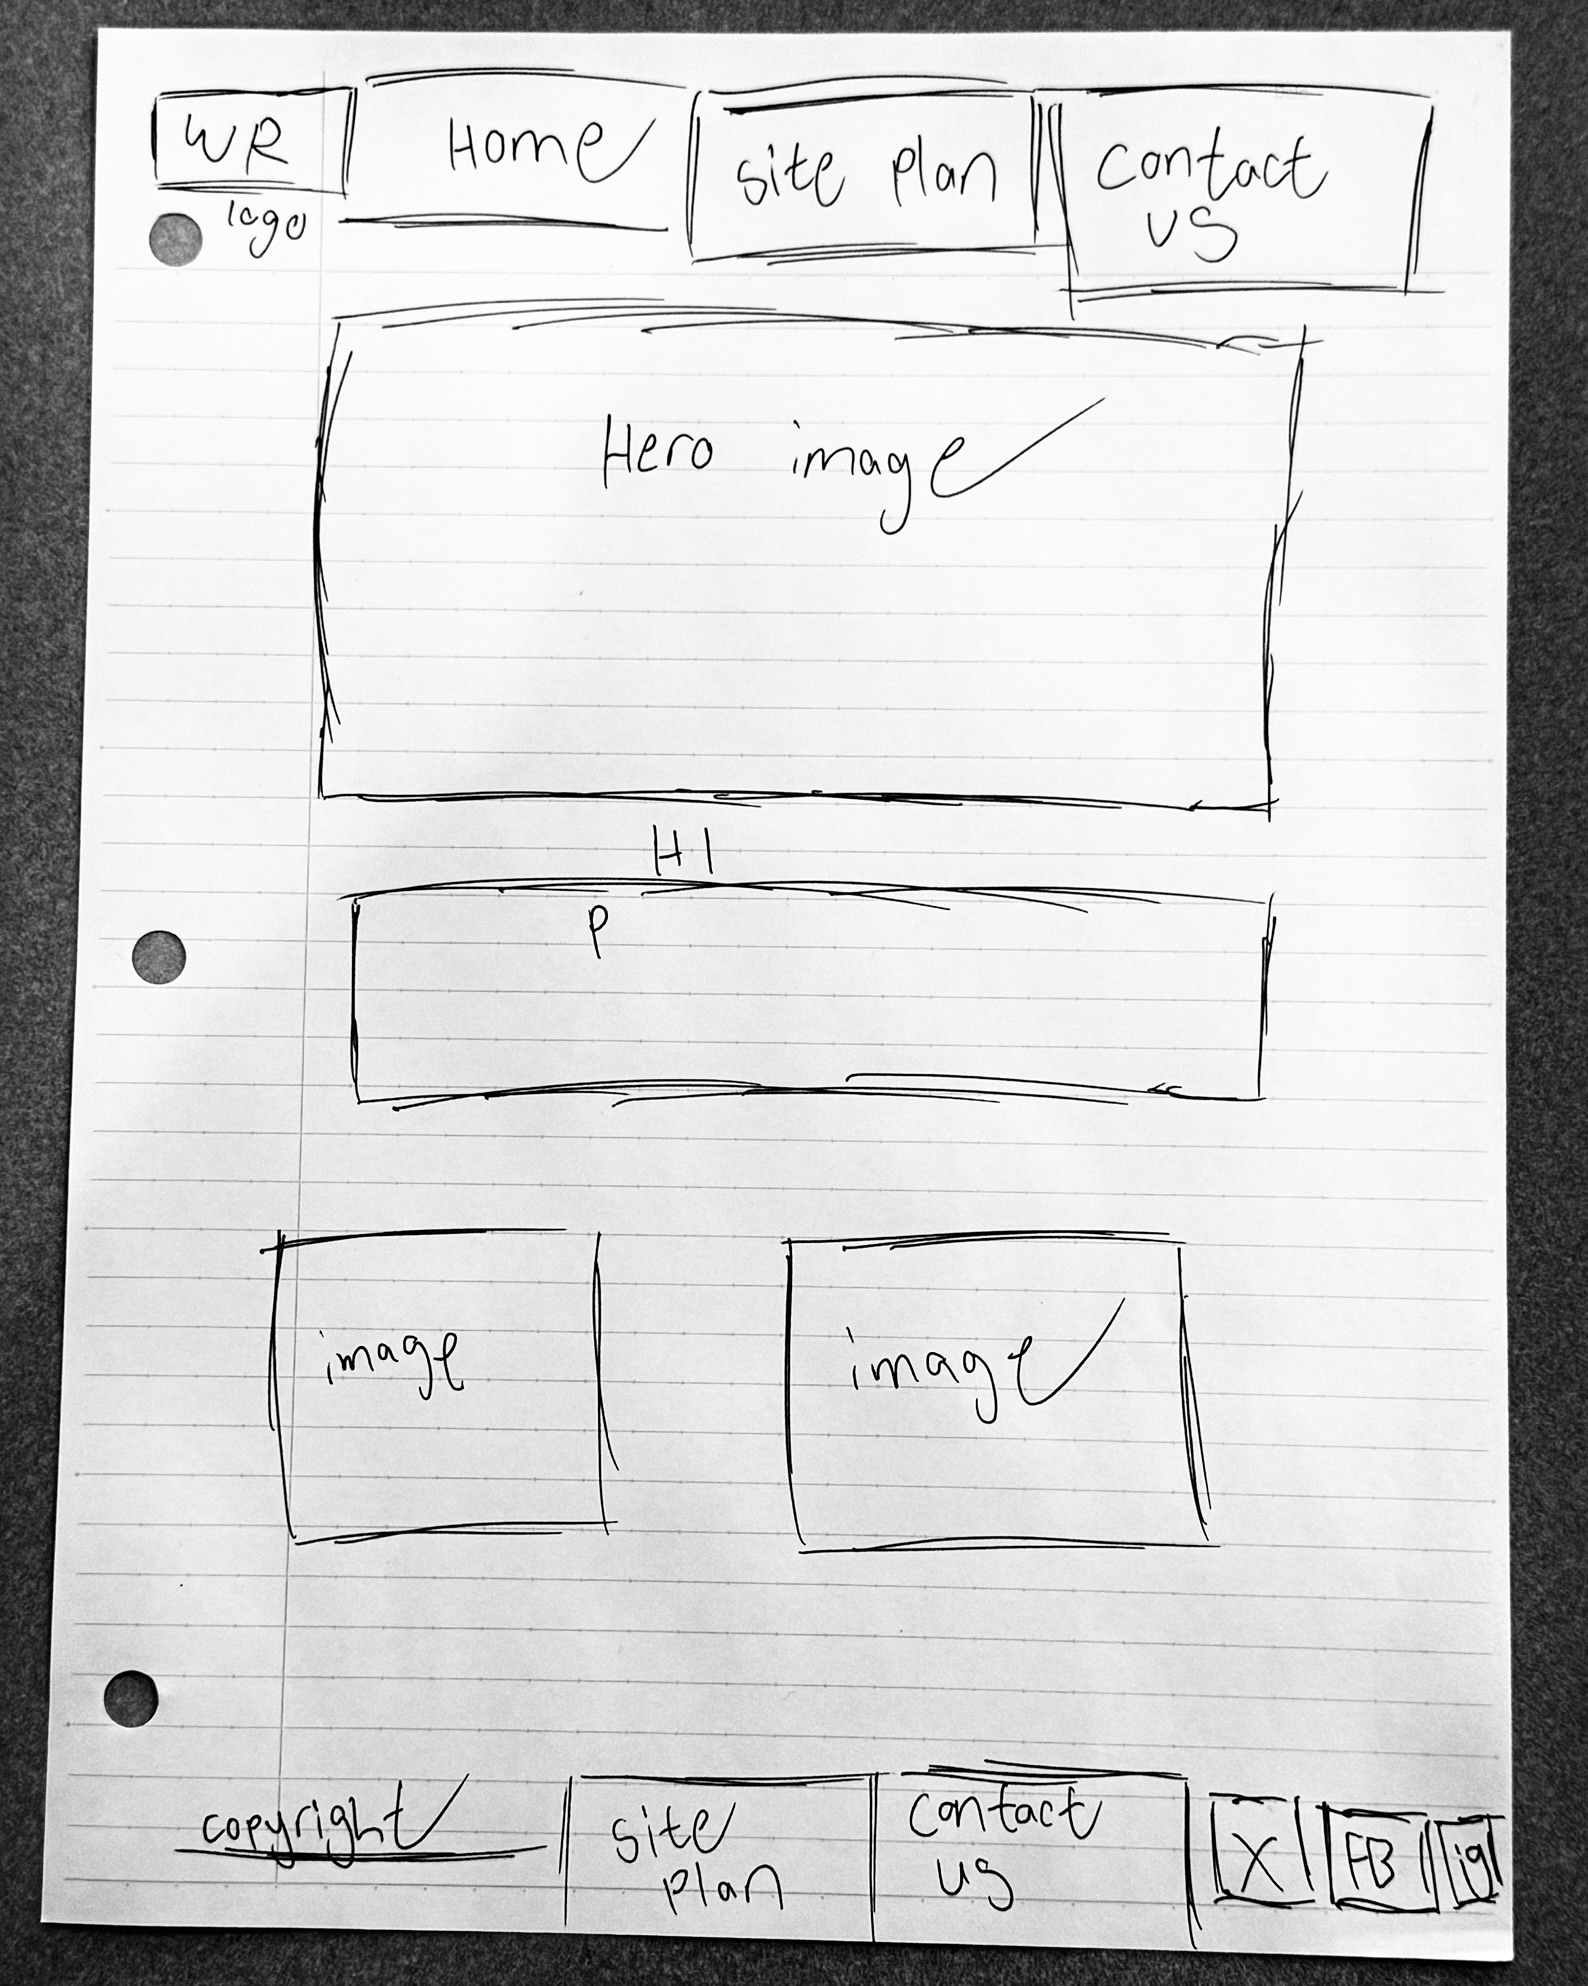 WR
logo
Home
site plan
contact
us
Hero image
H1
P
image
image
copyright
site
plan
contact
us
X
FB
ig